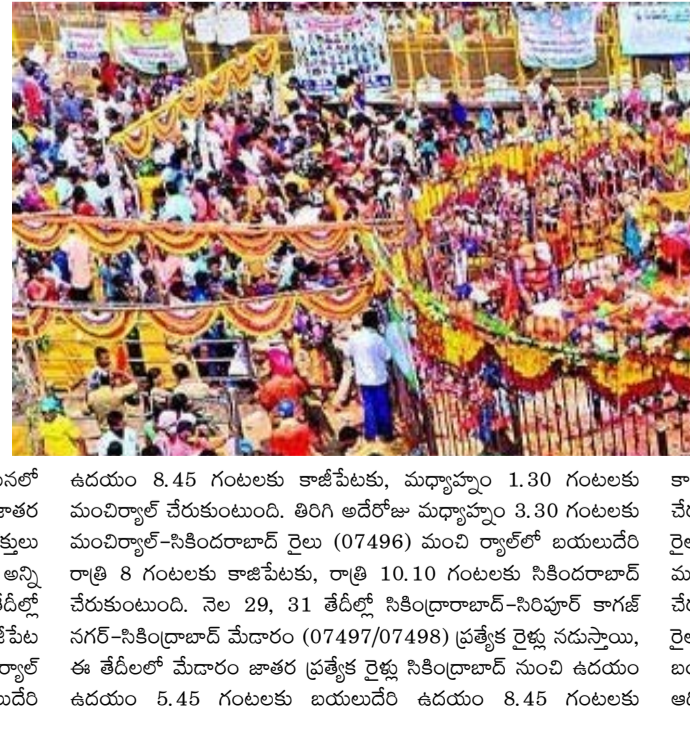 ఉదయం 8.45 గంటలకు కాజీపేటకు, మధ్యాహ్నం 1.30 గంటలకు
మంచిర్యాల్ చేరుకుంటుంది. తిరిగి అదేరోజు మధ్యాహ్నం 3.30 గంటలకు
మంచిర్యాల్-సికిందరాబాద్ రైలు (07496) మంచి ర్యాల్‌లో బయలుదేరి
రాత్రి 8 గంటలకు కాజిపేటకు, రాత్రి 10.10 గంటలకు సికిందరాబాద్
చేరుకుంటుంది. నెల 29, 31 తేదీల్లో సికింద్రారాబాద్-సిరిపూర్ కాగజ్
నగర్-సికింద్రాబాద్ మేడారం (07497/07498) ప్రత్యేక రైళ్లు నడుస్తాయి,
ఈ తేదీలలో మేడారం జాతర ప్రత్యేక రైళ్లు సికింద్రాబాద్ నుంచి ఉదయం
ఉదయం 5.45 గంటలకు బయలుదేరి ఉదయం 8.45 గంటలకు